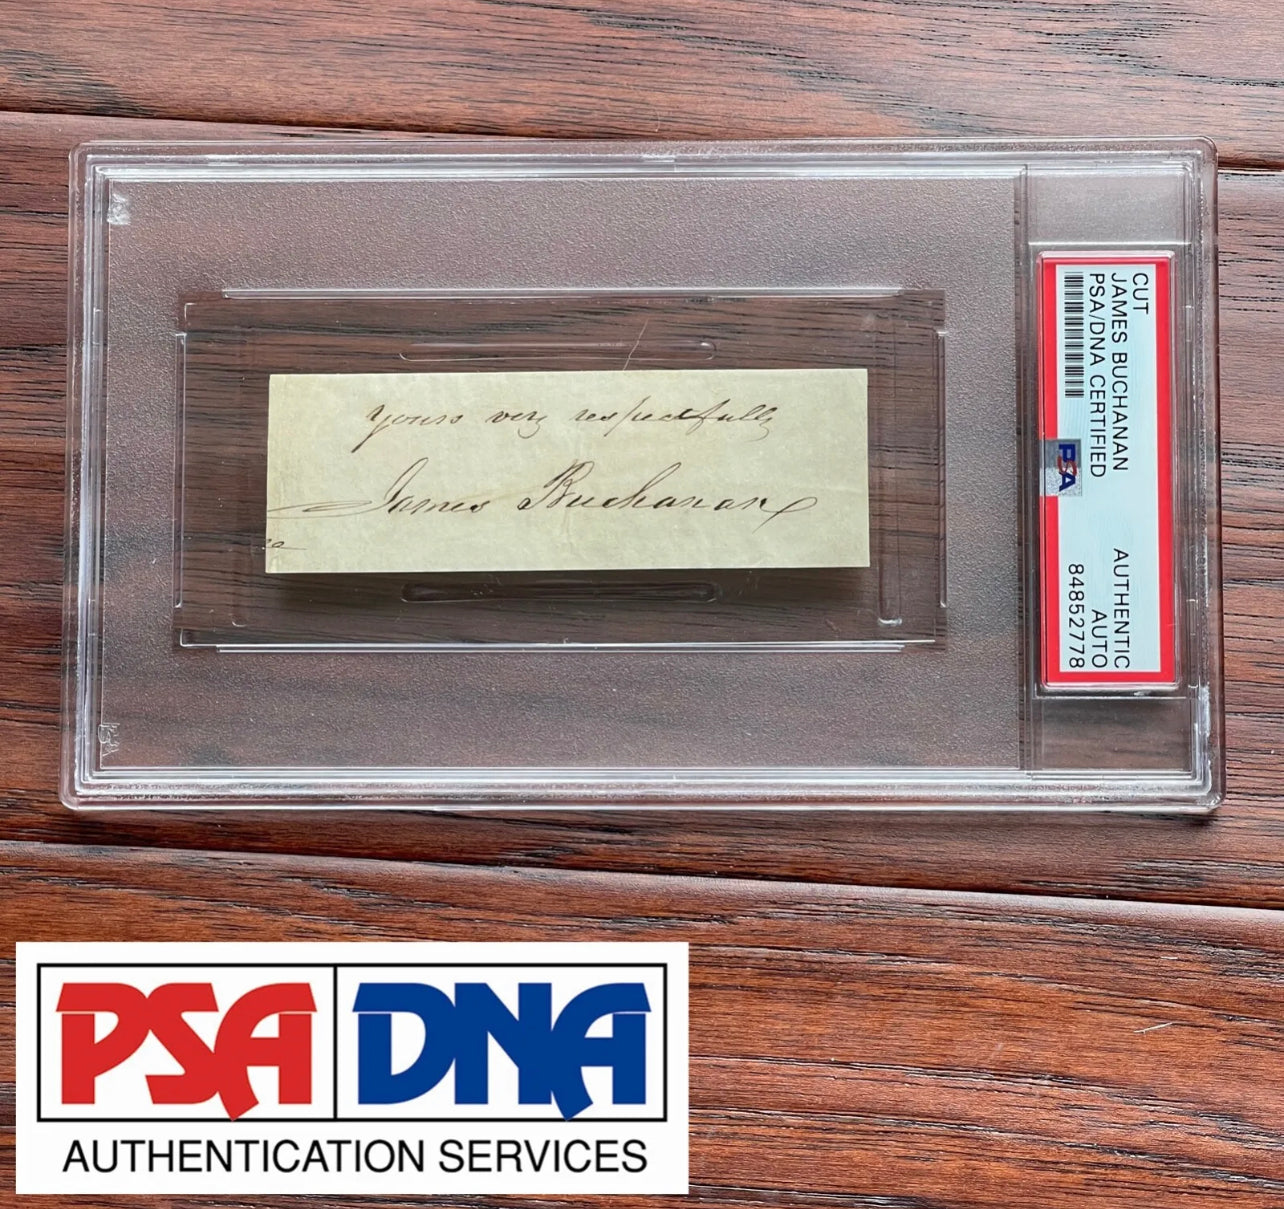 yours very respectfully
James Buchanan
CUT
JAMES BUCHANAN
PSA/DNA CERTIFIED
PSA
AUTHENTIC
AUTO
84852778
PSA DNA
AUTHENTICATION SERVICES